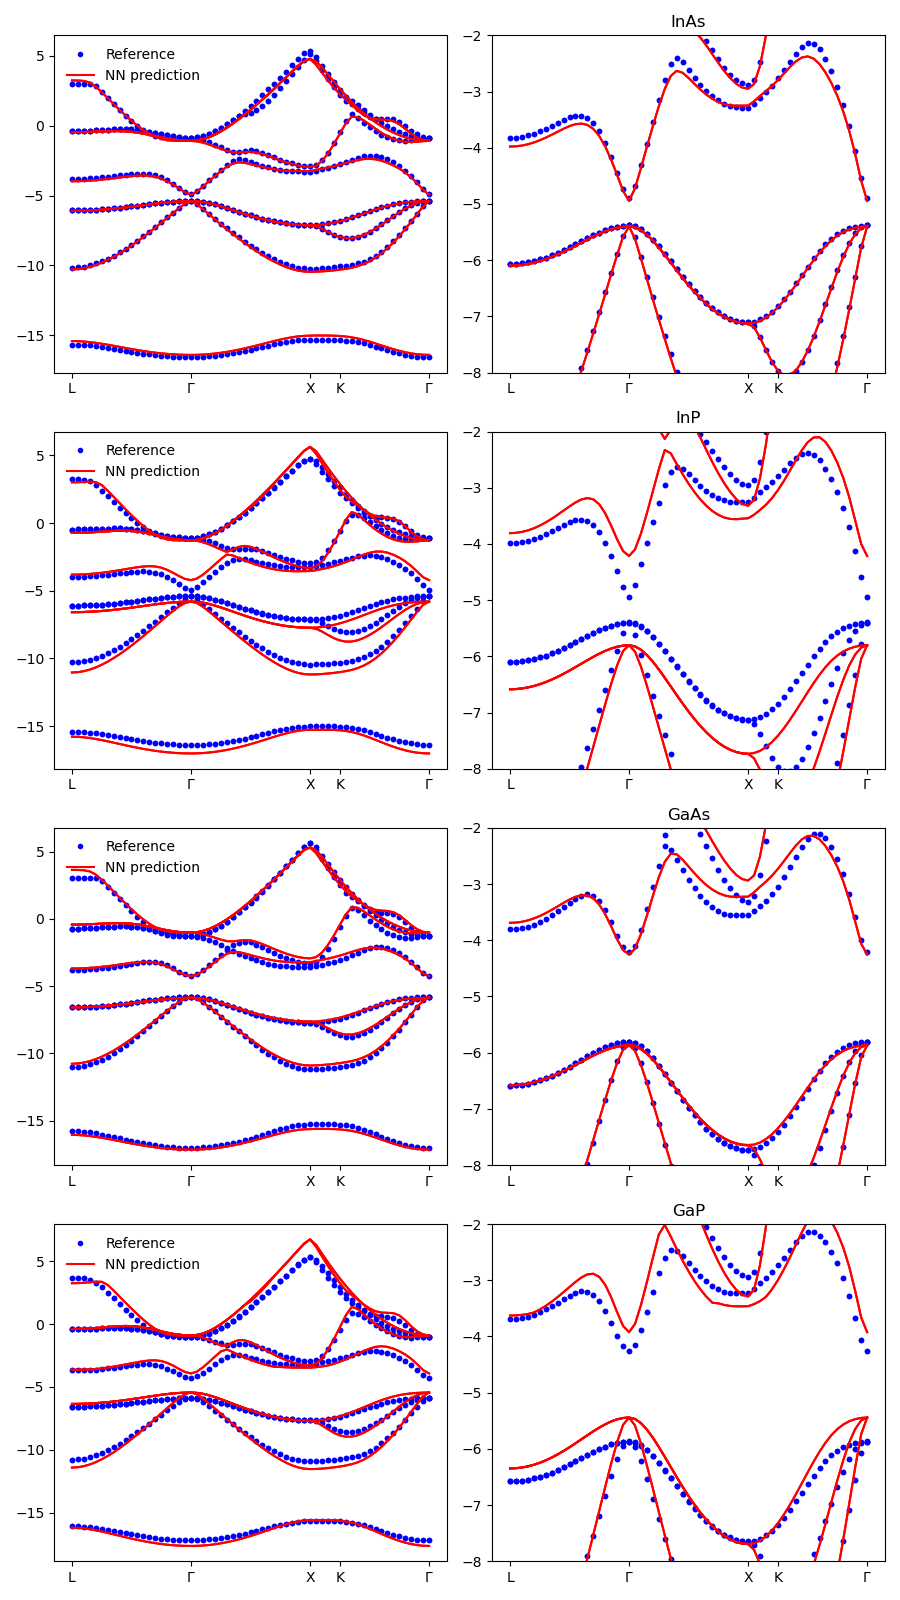 InAs
Reference
NN prediction
5
0
−5
−10
−15
L Γ X K Γ
−2
−3
−4
−5
−6
−7
−8
L Γ X K Γ
InP
Reference
NN prediction
5
0
−5
−10
−15
L Γ X K Γ
−2
−3
−4
−5
−6
−7
−8
L Γ X K Γ
GaAs
Reference
NN prediction
5
0
−5
−10
−15
L Γ X K Γ
−2
−3
−4
−5
−6
−7
−8
L Γ X K Γ
GaP
Reference
NN prediction
5
0
−5
−10
−15
L Γ X K Γ
−2
−3
−4
−5
−6
−7
−8
L Γ X K Γ